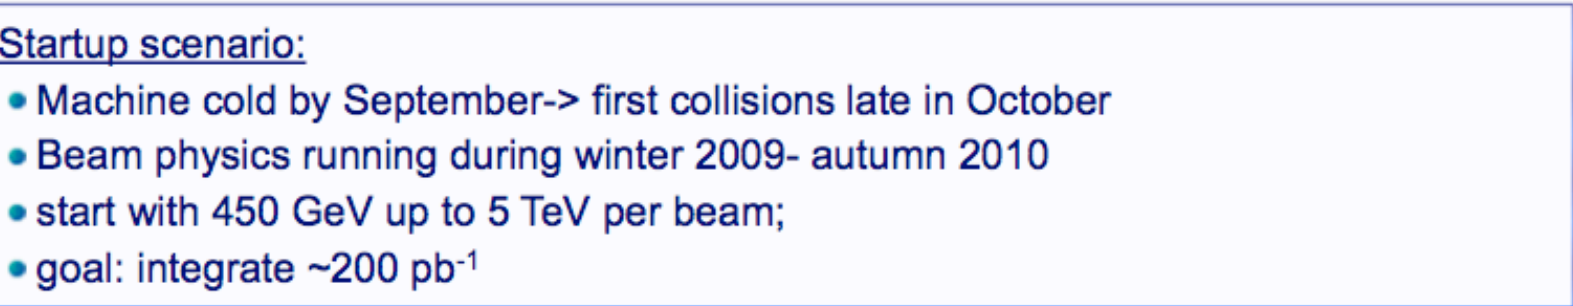 Startup scenario:
• Machine cold by September-> first collisions late in October
• Beam physics running during winter 2009- autumn 2010
• start with 450 GeV up to 5 TeV per beam;
• goal: integrate ~200 pb⁻¹